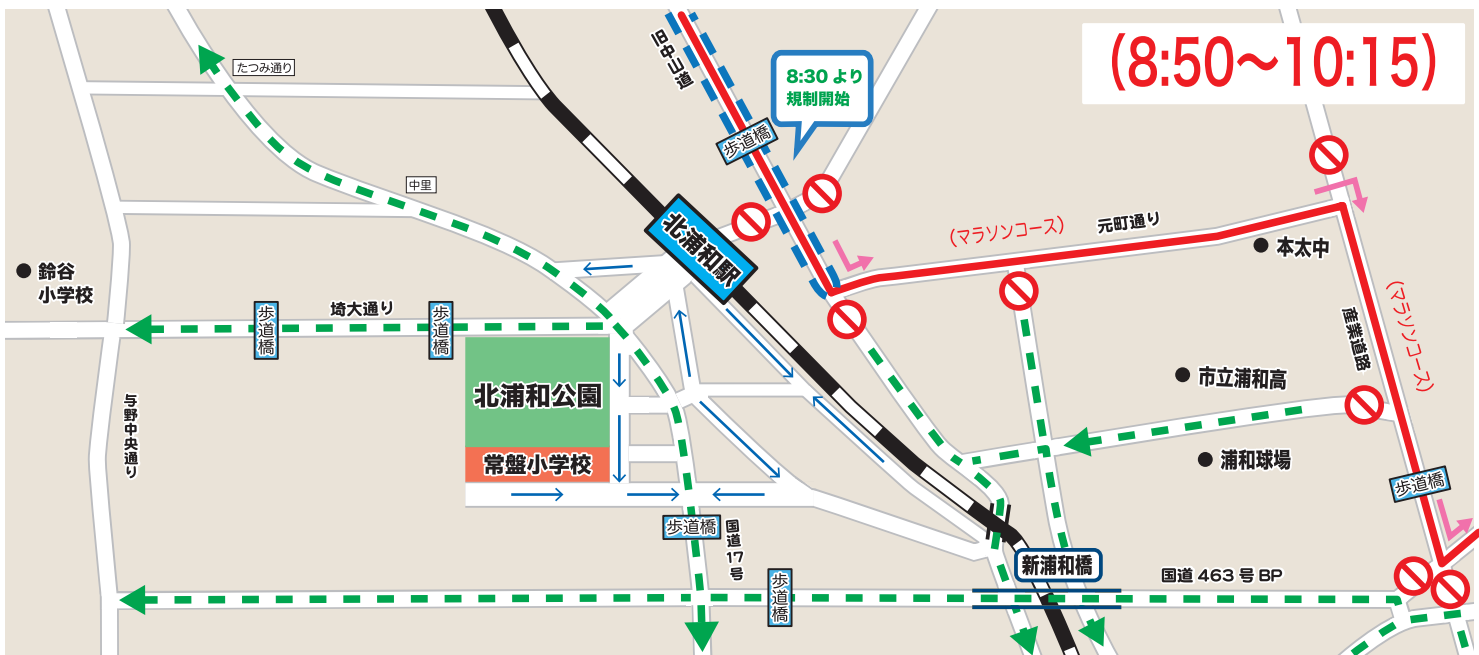 旧中山道
(8:50〜10:15)
8:30 より
規制開始
たつみ通り
歩道橋
中里
北浦和駅
(マラソンコース)
元町通り
本太中
鈴谷
小学校
埼大通り
歩道橋
歩道橋
産業道路
(マラソンコース)
北浦和公園
市立浦和高
与野中央通り
常盤小学校
浦和球場
歩道橋
歩道橋
国道17号
新浦和橋
国道 463 号 BP
歩道橋